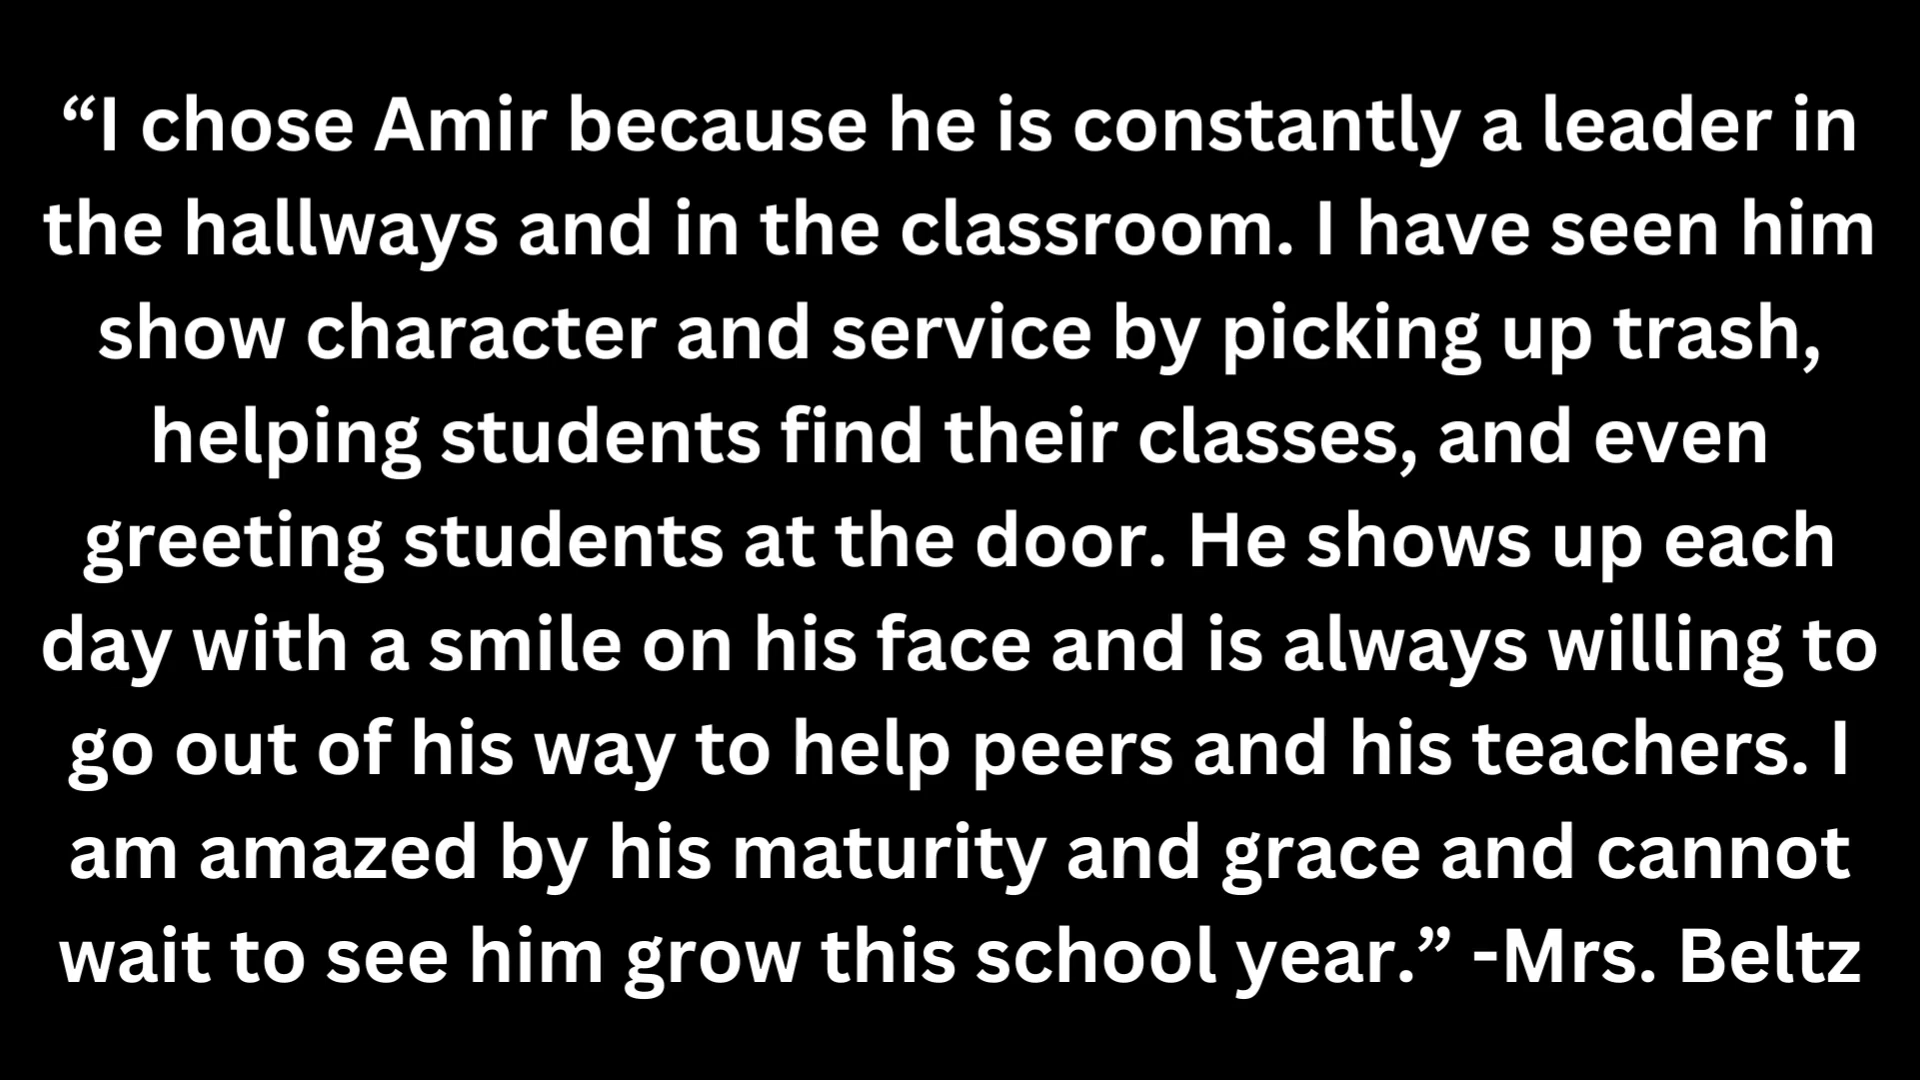 “I chose Amir because he is constantly a leader in
the hallways and in the classroom. I have seen him
show character and service by picking up trash,
helping students find their classes, and even
greeting students at the door. He shows up each
day with a smile on his face and is always willing to
go out of his way to help peers and his teachers. I
am amazed by his maturity and grace and cannot
wait to see him grow this school year.” -Mrs. Beltz